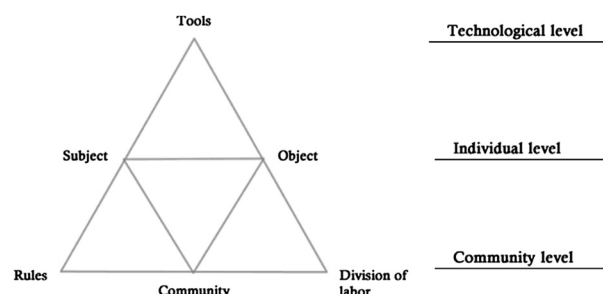 Tools
Technological level
Subject
Object
Individual level
Rules
Community
Division of
labor
Community level